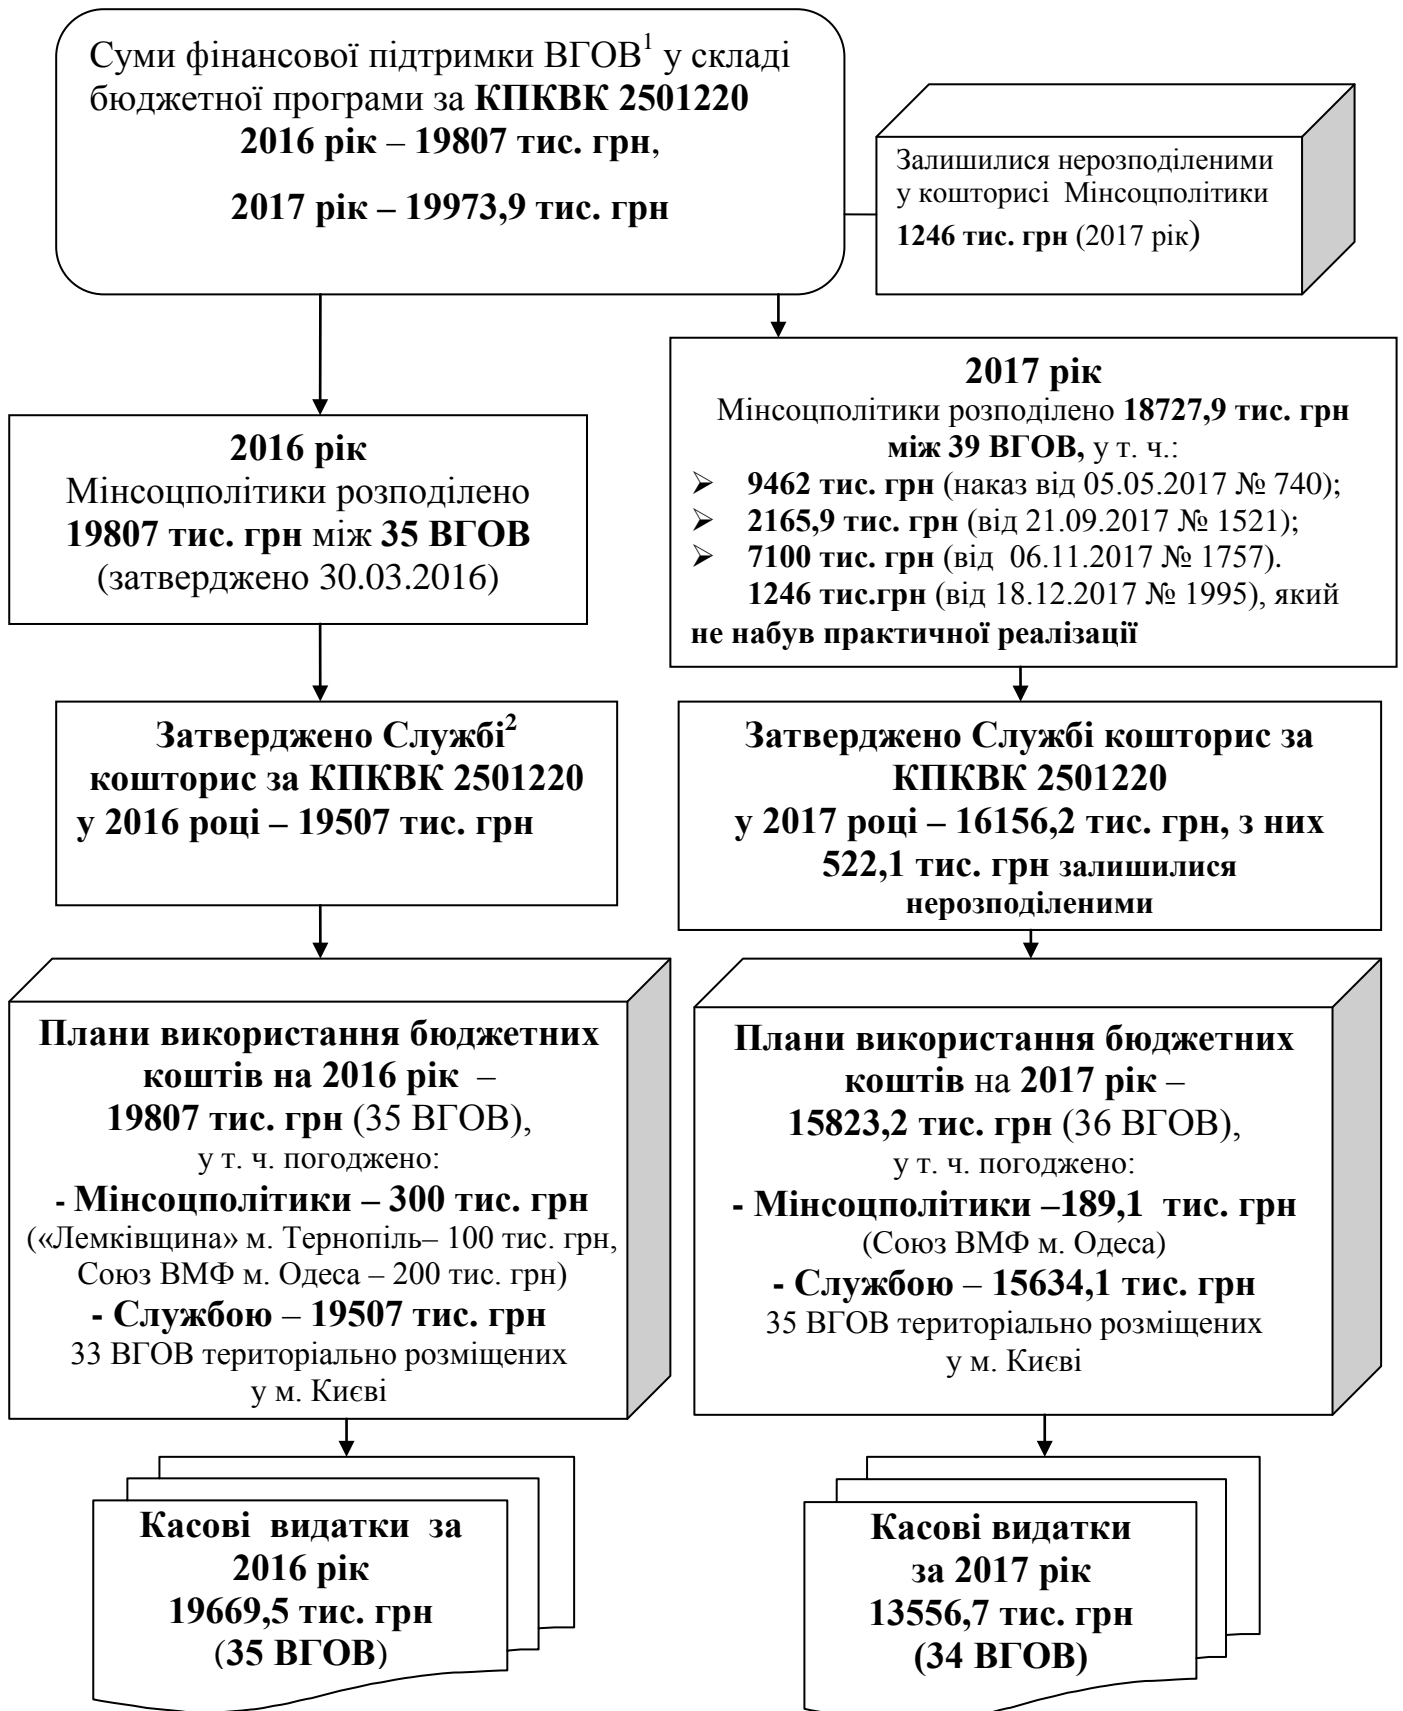 Суми фінансової підтримки ВГОВ¹ у складі
бюджетної програми за КПКВК 2501220
2016 рік – 19807 тис. грн,
2017 рік – 19973,9 тис. грн
Залишилися нерозподіленими
у кошторисі Мінсоцполітики
1246 тис. грн (2017 рік)
2016 рік
Мінсоцполітики розподілено
19807 тис. грн між 35 ВГОВ
(затверджено 30.03.2016)
2017 рік
Мінсоцполітики розподілено 18727,9 тис. грн
між 39 ВГОВ, у т. ч.:
➢ 9462 тис. грн (наказ від 05.05.2017 № 740);
➢ 2165,9 тис. грн (від 21.09.2017 № 1521);
➢ 7100 тис. грн (від 06.11.2017 № 1757).
1246 тис.грн (від 18.12.2017 № 1995), який
не набув практичної реалізації
Затверджено Службі²
кошторис за КПКВК 2501220
у 2016 році – 19507 тис. грн
Затверджено Службі кошторис за
КПКВК 2501220
у 2017 році – 16156,2 тис. грн, з них
522,1 тис. грн залишилися
нерозподіленими
Плани використання бюджетних
коштів на 2016 рік –
19807 тис. грн (35 ВГОВ),
у т. ч. погоджено:
- Мінсоцполітики – 300 тис. грн
(«Лемківщина» м. Тернопіль– 100 тис. грн,
Союз ВМФ м. Одеса – 200 тис. грн)
- Службою – 19507 тис. грн
33 ВГОВ територіально розміщених
у м. Києві
Плани використання бюджетних
коштів на 2017 рік –
15823,2 тис. грн (36 ВГОВ),
у т. ч. погоджено:
- Мінсоцполітики –189,1 тис. грн
(Союз ВМФ м. Одеса)
- Службою – 15634,1 тис. грн
35 ВГОВ територіально розміщених
у м. Києві
Касові видатки за
2016 рік
19669,5 тис. грн
(35 ВГОВ)
Касові видатки
за 2017 рік
13556,7 тис. грн
(34 ВГОВ)